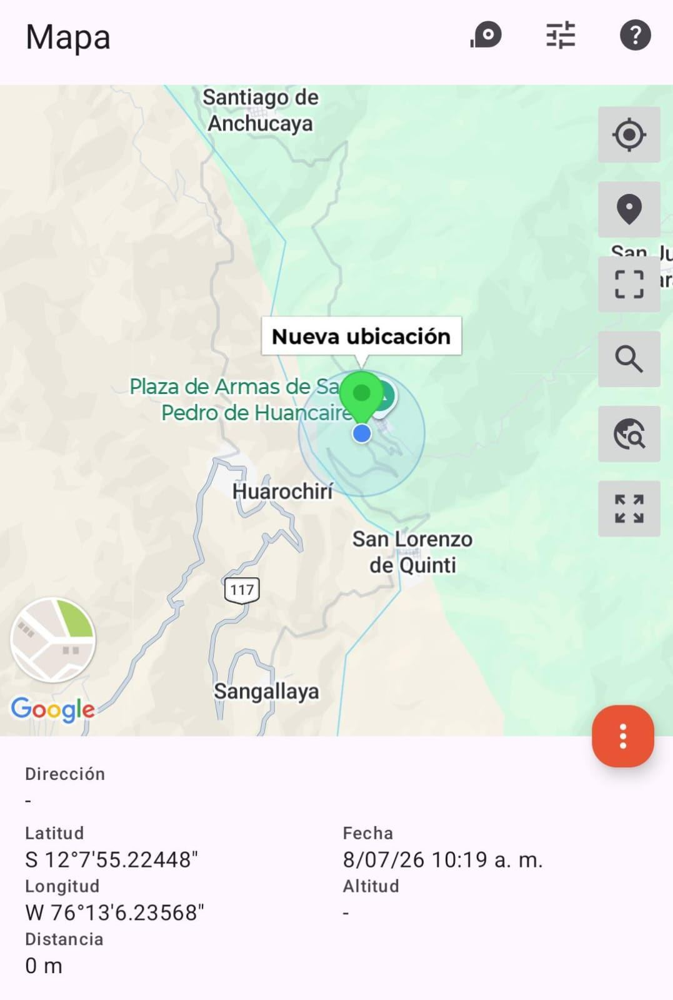 Mapa
Santiago de
Anchucaya
San Ju
Nueva ubicación
Plaza de Armas de Sa
Pedro de Huancaire
Huarochirí
San Lorenzo
de Quinti
117
Sangallaya
Google
Dirección
-
Latitud
S 12°7'55.22448"
Longitud
W 76°13'6.23568"
Distancia
0 m
Fecha
8/07/26 10:19 a. m.
Altitud
-